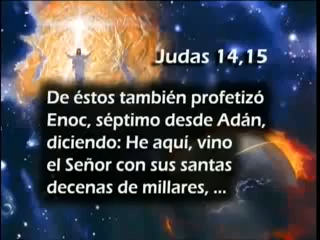 Judas 14,15
De éstos también profetizó
Enoc, séptimo desde Adán,
diciendo: He aquí, vino
el Señor con sus santas
decenas de millares, ...